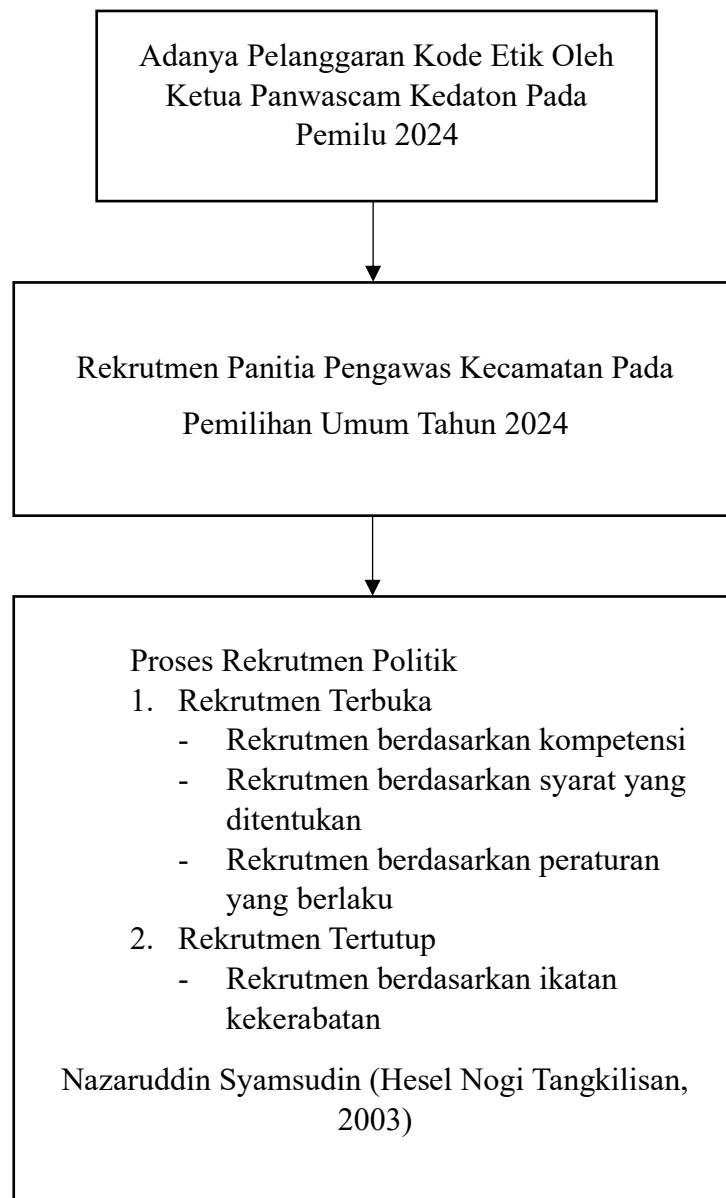 Adanya Pelanggaran Kode Etik Oleh
Ketua Panwascam Kedaton Pada
Pemilu 2024
Rekrutmen Panitia Pengawas Kecamatan Pada
Pemilihan Umum Tahun 2024
Proses Rekrutmen Politik
1. Rekrutmen Terbuka
- Rekrutmen berdasarkan kompetensi
- Rekrutmen berdasarkan syarat yang
ditentukan
- Rekrutmen berdasarkan peraturan
yang berlaku
2. Rekrutmen Tertutup
- Rekrutmen berdasarkan ikatan
kekerabatan
Nazaruddin Syamsudin (Hesel Nogi Tangkilisan,
2003)